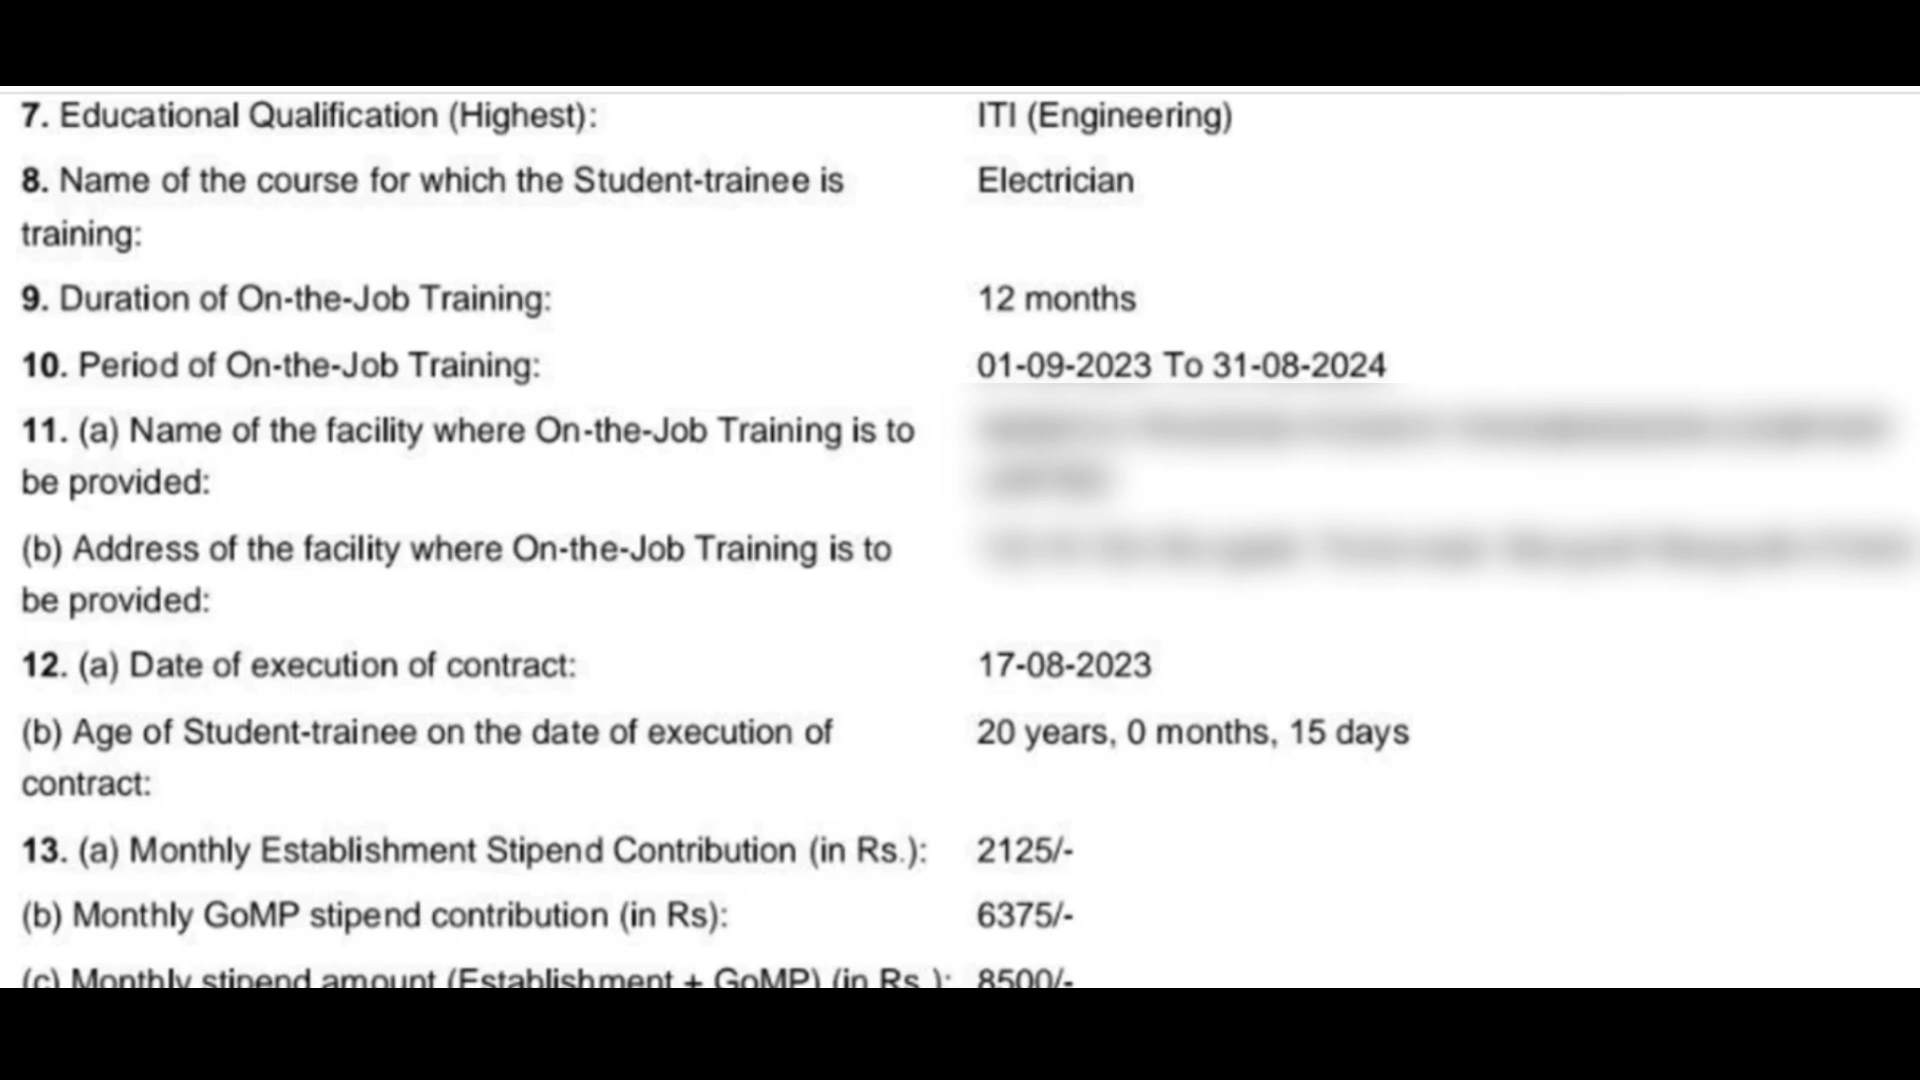 7. Educational Qualification (Highest): ITI (Engineering)
8. Name of the course for which the Student-trainee is Electrician
training:
9. Duration of On-the-Job Training: 12 months
10. Period of On-the-Job Training: 01-09-2023 To 31-08-2024
11. (a) Name of the facility where On-the-Job Training is to
be provided:
(b) Address of the facility where On-the-Job Training is to
be provided:
12. (a) Date of execution of contract: 17-08-2023
(b) Age of Student-trainee on the date of execution of 20 years, 0 months, 15 days
contract:
13. (a) Monthly Establishment Stipend Contribution (in Rs.): 2125/-
(b) Monthly GoMP stipend contribution (in Rs): 6375/-
(c) Monthly stipend amount (Establishment + GoMP) (in Rs.): 8500/-